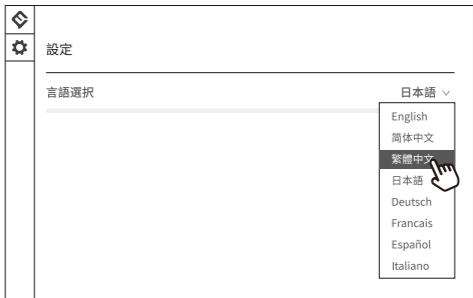 設定
言語選択
日本語
English
简体中文
繁體中文
日本語
Deutsch
Francais
Español
Italiano